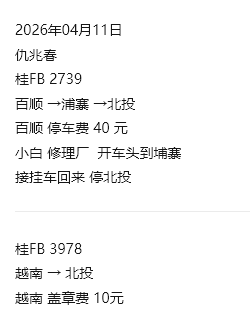 2026年04月11日
仇兆春
桂FB 2739
百顺 →浦寨 →北投
百顺 停车费 40 元
小白 修理厂 开车头到埔寨
接挂车回来 停北投
桂FB 3978
越南 → 北投
越南 盖章费 10元